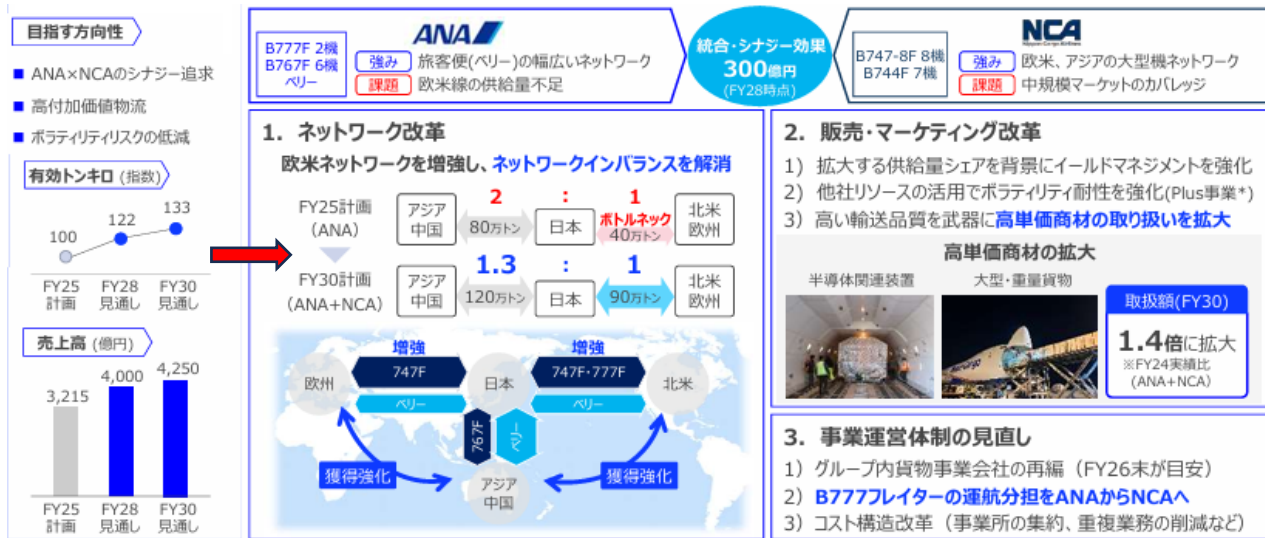 目指す方向性
■ ANA×NCAのシナジー追求
■ 高付加価値物流
■ ボラティリティリスクの低減
有効トンキロ (指数)
100
122
133
FY25
計画
FY28
見通し
FY30
見通し
売上高 (億円)
3,215
4,000
4,250
FY25
計画
FY28
見通し
FY30
見通し
B777F 2機
B767F 6機
ベリー
ANA
強み 旅客便(ベリー)の幅広いネットワーク
課題 欧米線の供給量不足
統合・シナジー効果
300億円
(FY28時点)
B747-8F 8機
B744F 7機
NCA
Nippon Cargo Airlines
強み 欧米、アジアの大型機ネットワーク
課題 中規模マーケットのカバレッジ
1. ネットワーク改革
欧米ネットワークを増強し、ネットワークインバランスを解消
FY25計画
(ANA)
2 : 1
アジア
中国
80万トン
日本
ボトルネック
40万トン
北米
欧州
FY30計画
(ANA+NCA)
1.3 : 1
アジア
中国
120万トン
日本
90万トン
北米
欧州
増強
増強
欧州
747F
日本
747F・777F
北米
ベリー
ベリー
767F
ベリー
獲得強化
アジア
中国
獲得強化
2. 販売・マーケティング改革
1) 拡大する供給量シェアを背景にイールドマネジメントを強化
2) 他社リソースの活用でボラティリティ耐性を強化(Plus事業*)
3) 高い輸送品質を武器に高単価商材の取り扱いを拡大
高単価商材の拡大
半導体関連装置
大型・重量貨物
取扱額(FY30)
1.4倍に拡大
※FY24実績比
(ANA+NCA)
3. 事業運営体制の見直し
1) グループ内貨物事業会社の再編（FY26末が目安）
2) B777フレイターの運航分担をANAからNCAへ
3) コスト構造改革（事業所の集約、重複業務の削減など）